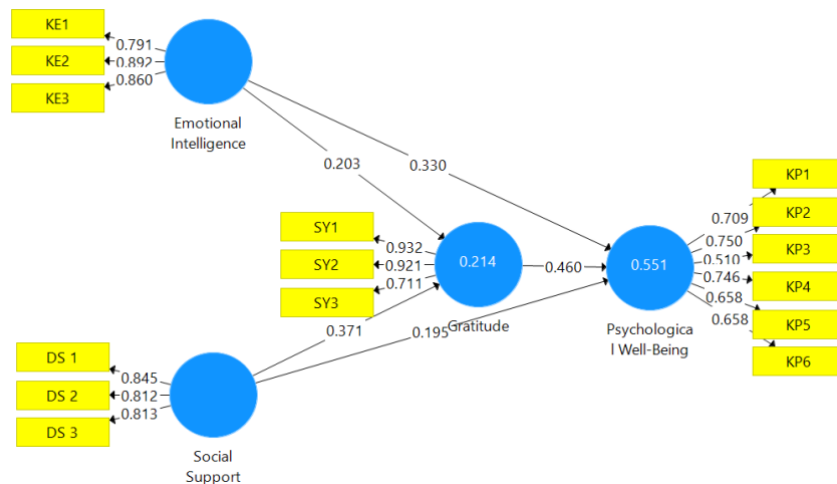 KE1
0.791
KE2
0.892
KE3
0.860
Emotional
Intelligence
0.203
0.330
SY1
0.932
SY2
0.921
SY3
0.711
0.214
Gratitude
0.460
0.371
0.195
0.551
Psychologica
l Well-Being
KP1
0.709
KP2
0.750
KP3
0.510
KP4
0.746
KP5
0.658
KP6
0.658
DS 1
0.845
DS 2
0.812
DS 3
0.813
Social
Support